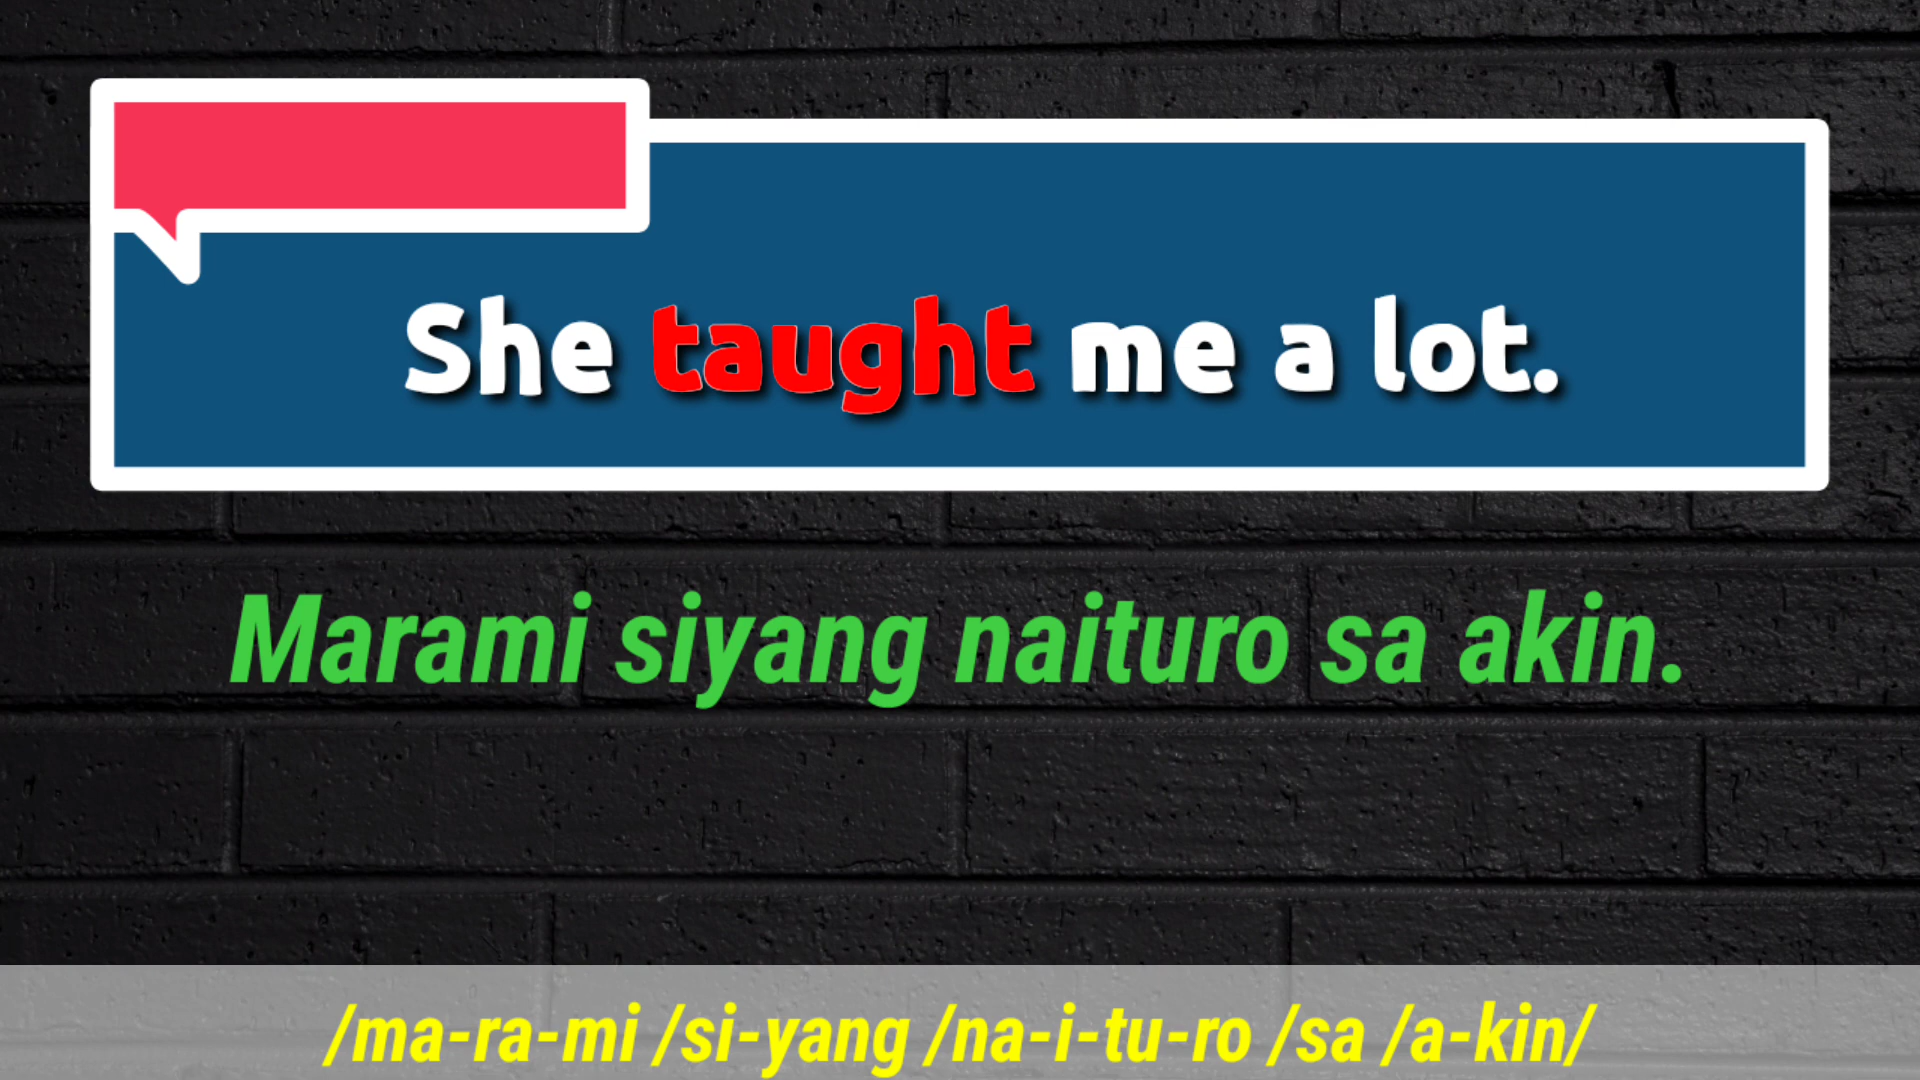 She taught me a lot.
Marami siyang naituro sa akin.
/ma-ra-mi /si-yang /na-i-tu-ro /sa /a-kin/